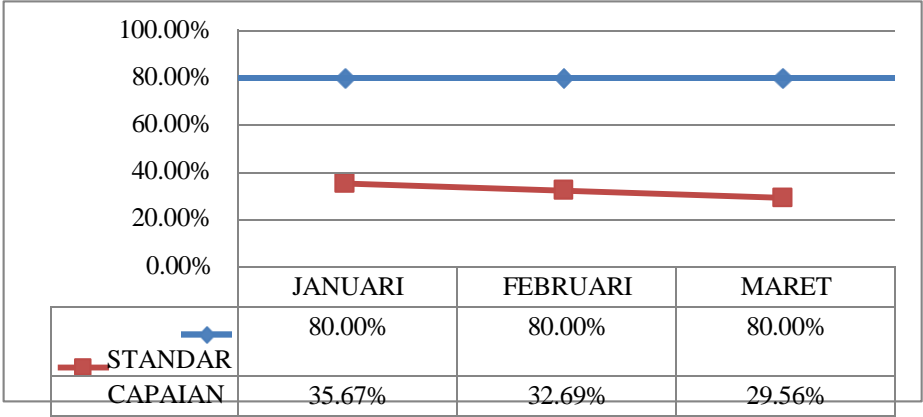 100.00%
80.00%
60.00%
40.00%
20.00%
0.00%
JANUARI FEBRUARI MARET
80.00% 80.00% 80.00%
STANDAR
CAPAIAN 35.67% 32.69% 29.56%